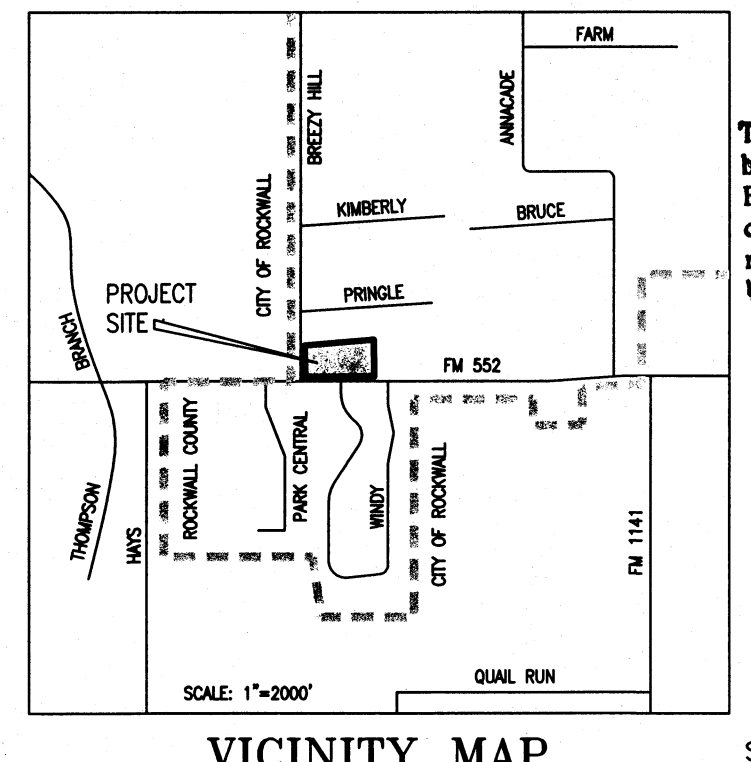 FARM
BREEZY HILL
ANNACADE
CITY OF ROCKWALL
KIMBERLY
BRUCE
PROJECT
SITE
PRINGLE
BRANCH
FM 552
ROCKWALL COUNTY
PARK CENTRAL
WINDY
CITY OF ROCKWALL
THOMPSON
HAYS
FM 1141
QUAIL RUN
SCALE: 1"=2000'
VICINITY MAP